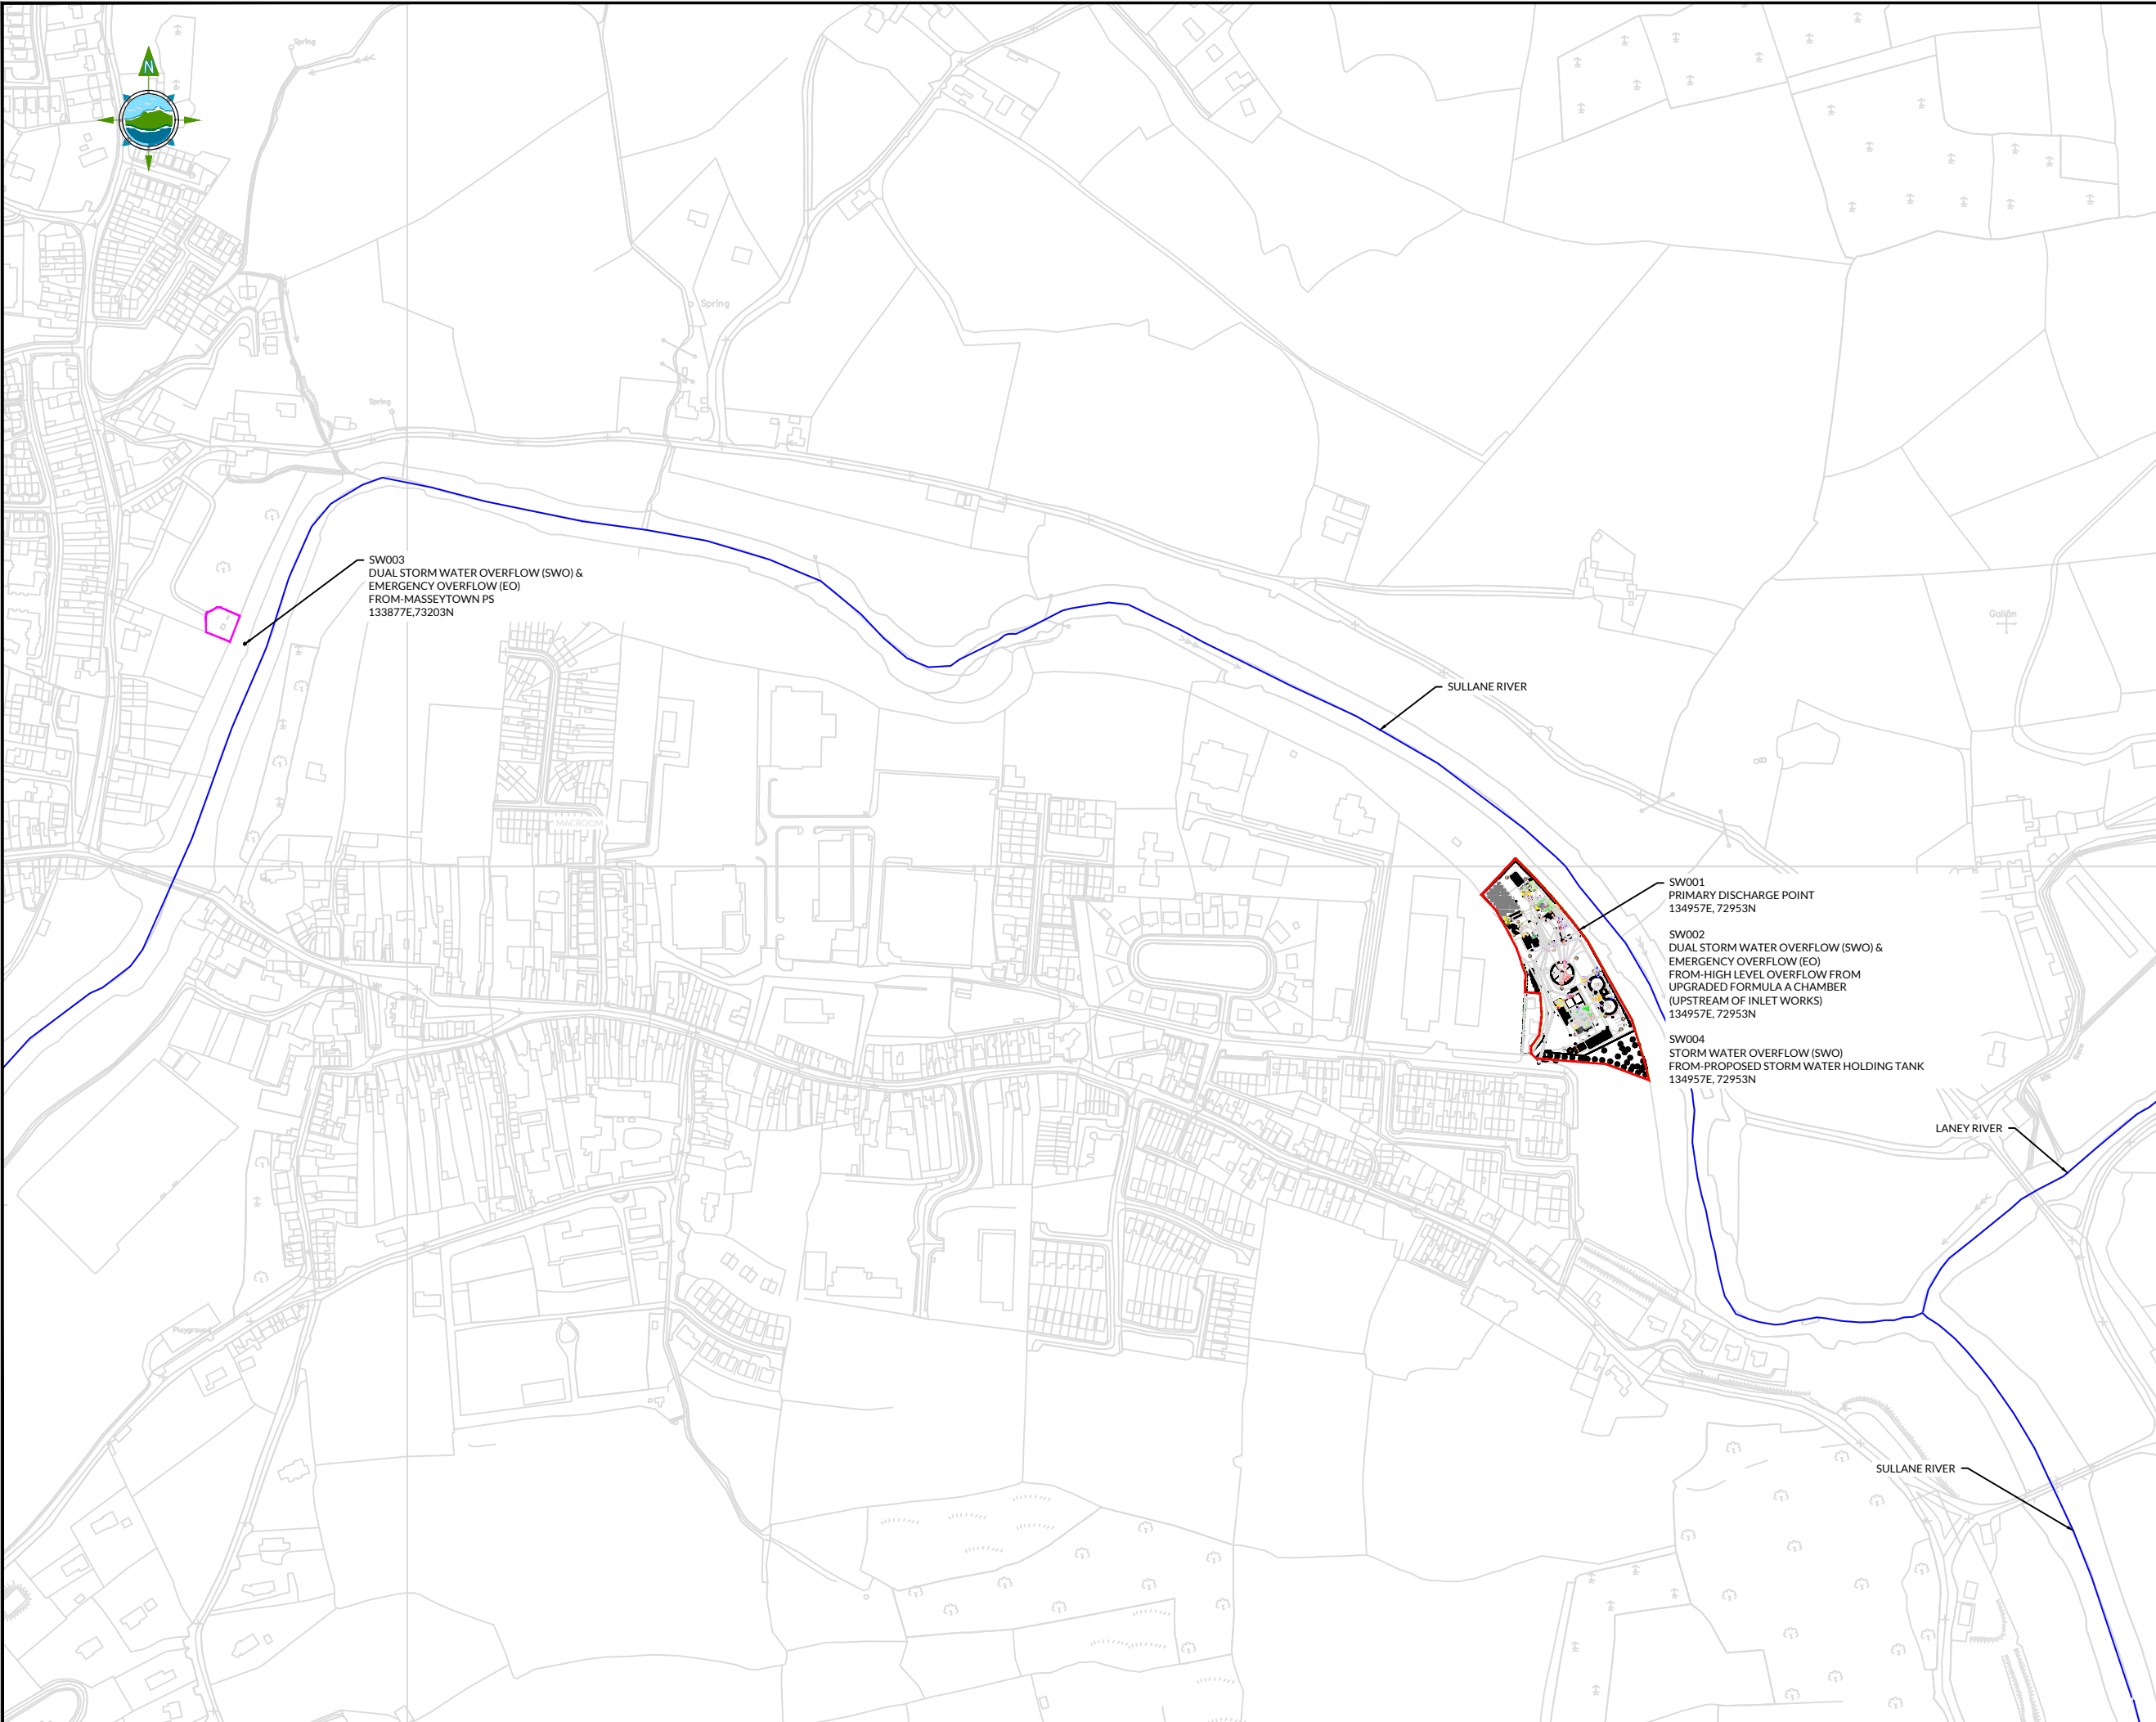 N
Spring
Spring
Spring
SW003
DUAL STORM WATER OVERFLOW (SWO) &
EMERGENCY OVERFLOW (EO)
FROM-MASSEYTOWN PS
133877E,73203N
Gallán
SULLANE RIVER
MACROOM
SW001
PRIMARY DISCHARGE POINT
134957E, 72953N
SW002
DUAL STORM WATER OVERFLOW (SWO) &
EMERGENCY OVERFLOW (EO)
FROM-HIGH LEVEL OVERFLOW FROM
UPGRADED FORMULA A CHAMBER
(UPSTREAM OF INLET WORKS)
134957E, 72953N
SW004
STORM WATER OVERFLOW (SWO)
FROM-PROPOSED STORM WATER HOLDING TANK
134957E, 72953N
Race
LANEY RIVER
Playground
SULLANE RIVER